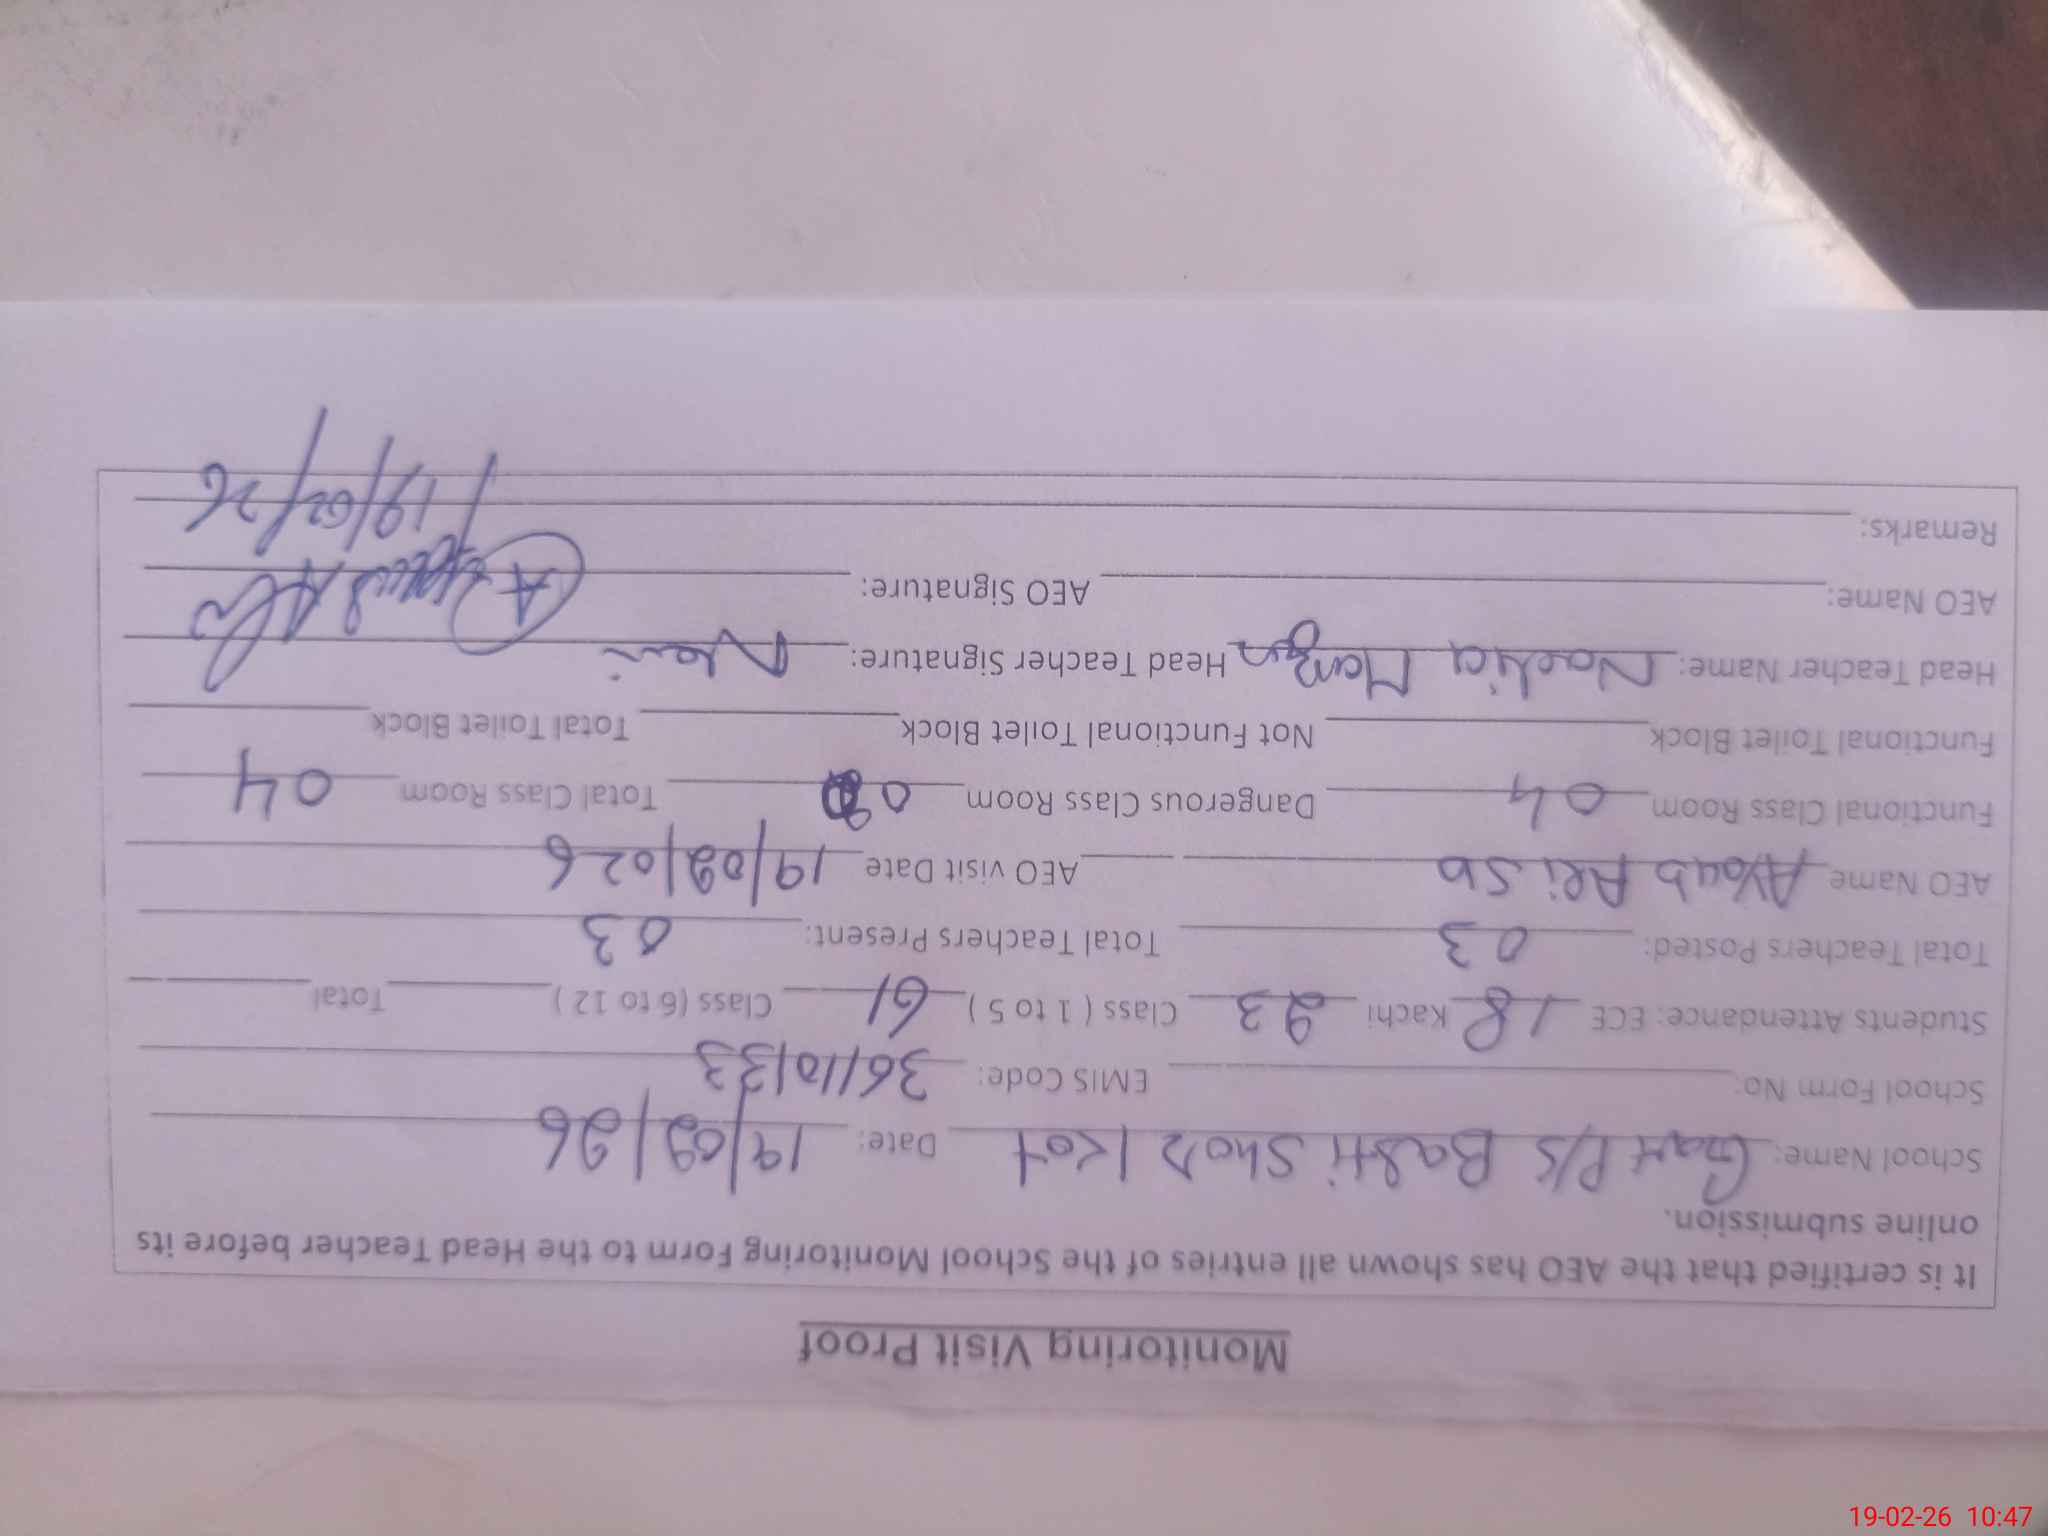 Monitoring Visit Proof
It is certified that the AEO has shown all entries of the School Monitoring Form to the Head Teacher before its
online submission.
School Name: Govt P/S Basti Shor Kot Date: 19/02/26
School Form No: EMIS Code: 36110133
Students Attendance: ECE 18 Kachi 23 Class ( 1 to 5 ) 61 Class (6 to 12 ) Total
Total Teachers Posted: 03 Total Teachers Present: 03
AEO Name Ayoub Ali Sb AEO visit Date 19/02/026
Functional Class Room 04 Dangerous Class Room 0 Total Class Room 04
Functional Toilet Block Not Functional Toilet Block Total Toilet Block
Head Teacher Name: Nadia Head Teacher Signature:
AEO Name: AEO Signature:
Remarks: 19/02/26
19-02-26 10:47